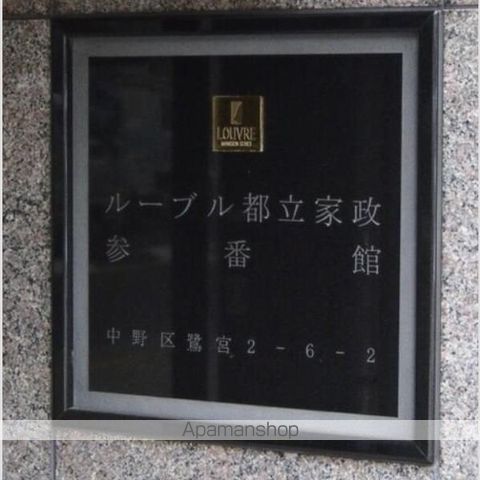 LOUVRE
MANSION SERIES
ルーブル都立家政
参番館
中野区鷺宮2-6-2
Apamanshop